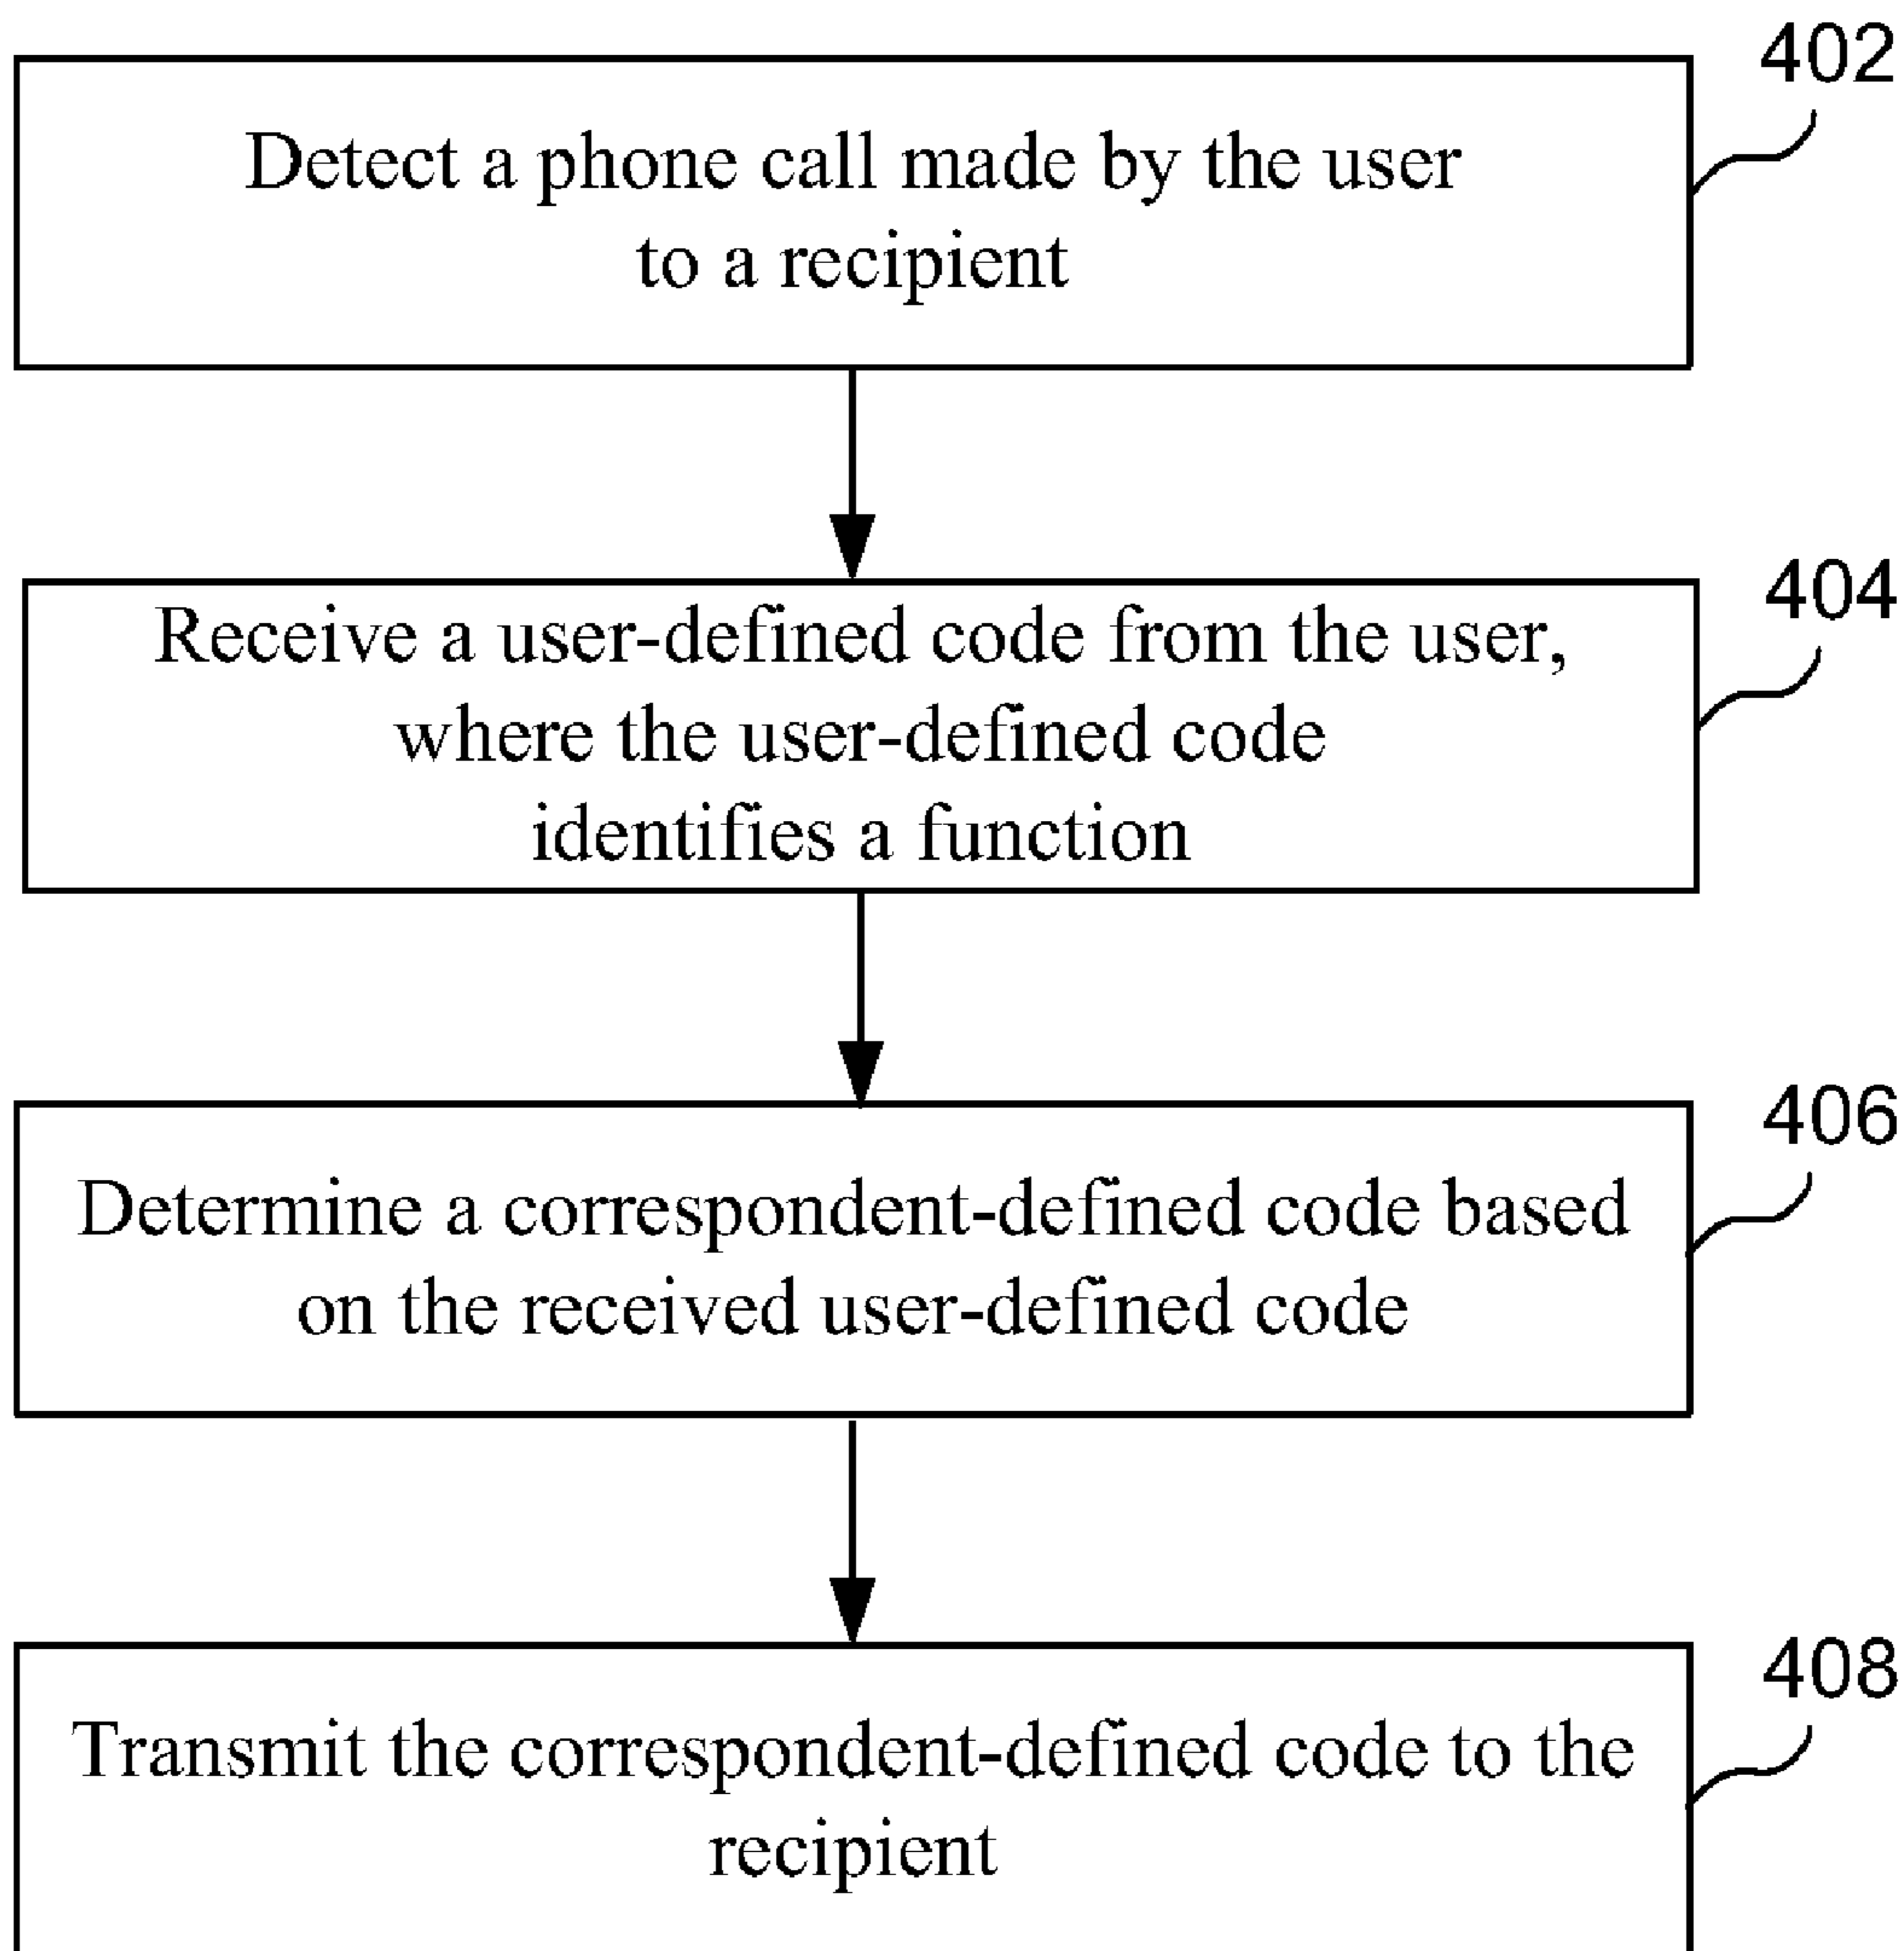 402
Detect a phone call made by the user
to a recipient
404
Receive a user-defined code from the user,
where the user-defined code
identifies a function
406
Determine a correspondent-defined code based
on the received user-defined code
408
Transmit the correspondent-defined code to the
recipient